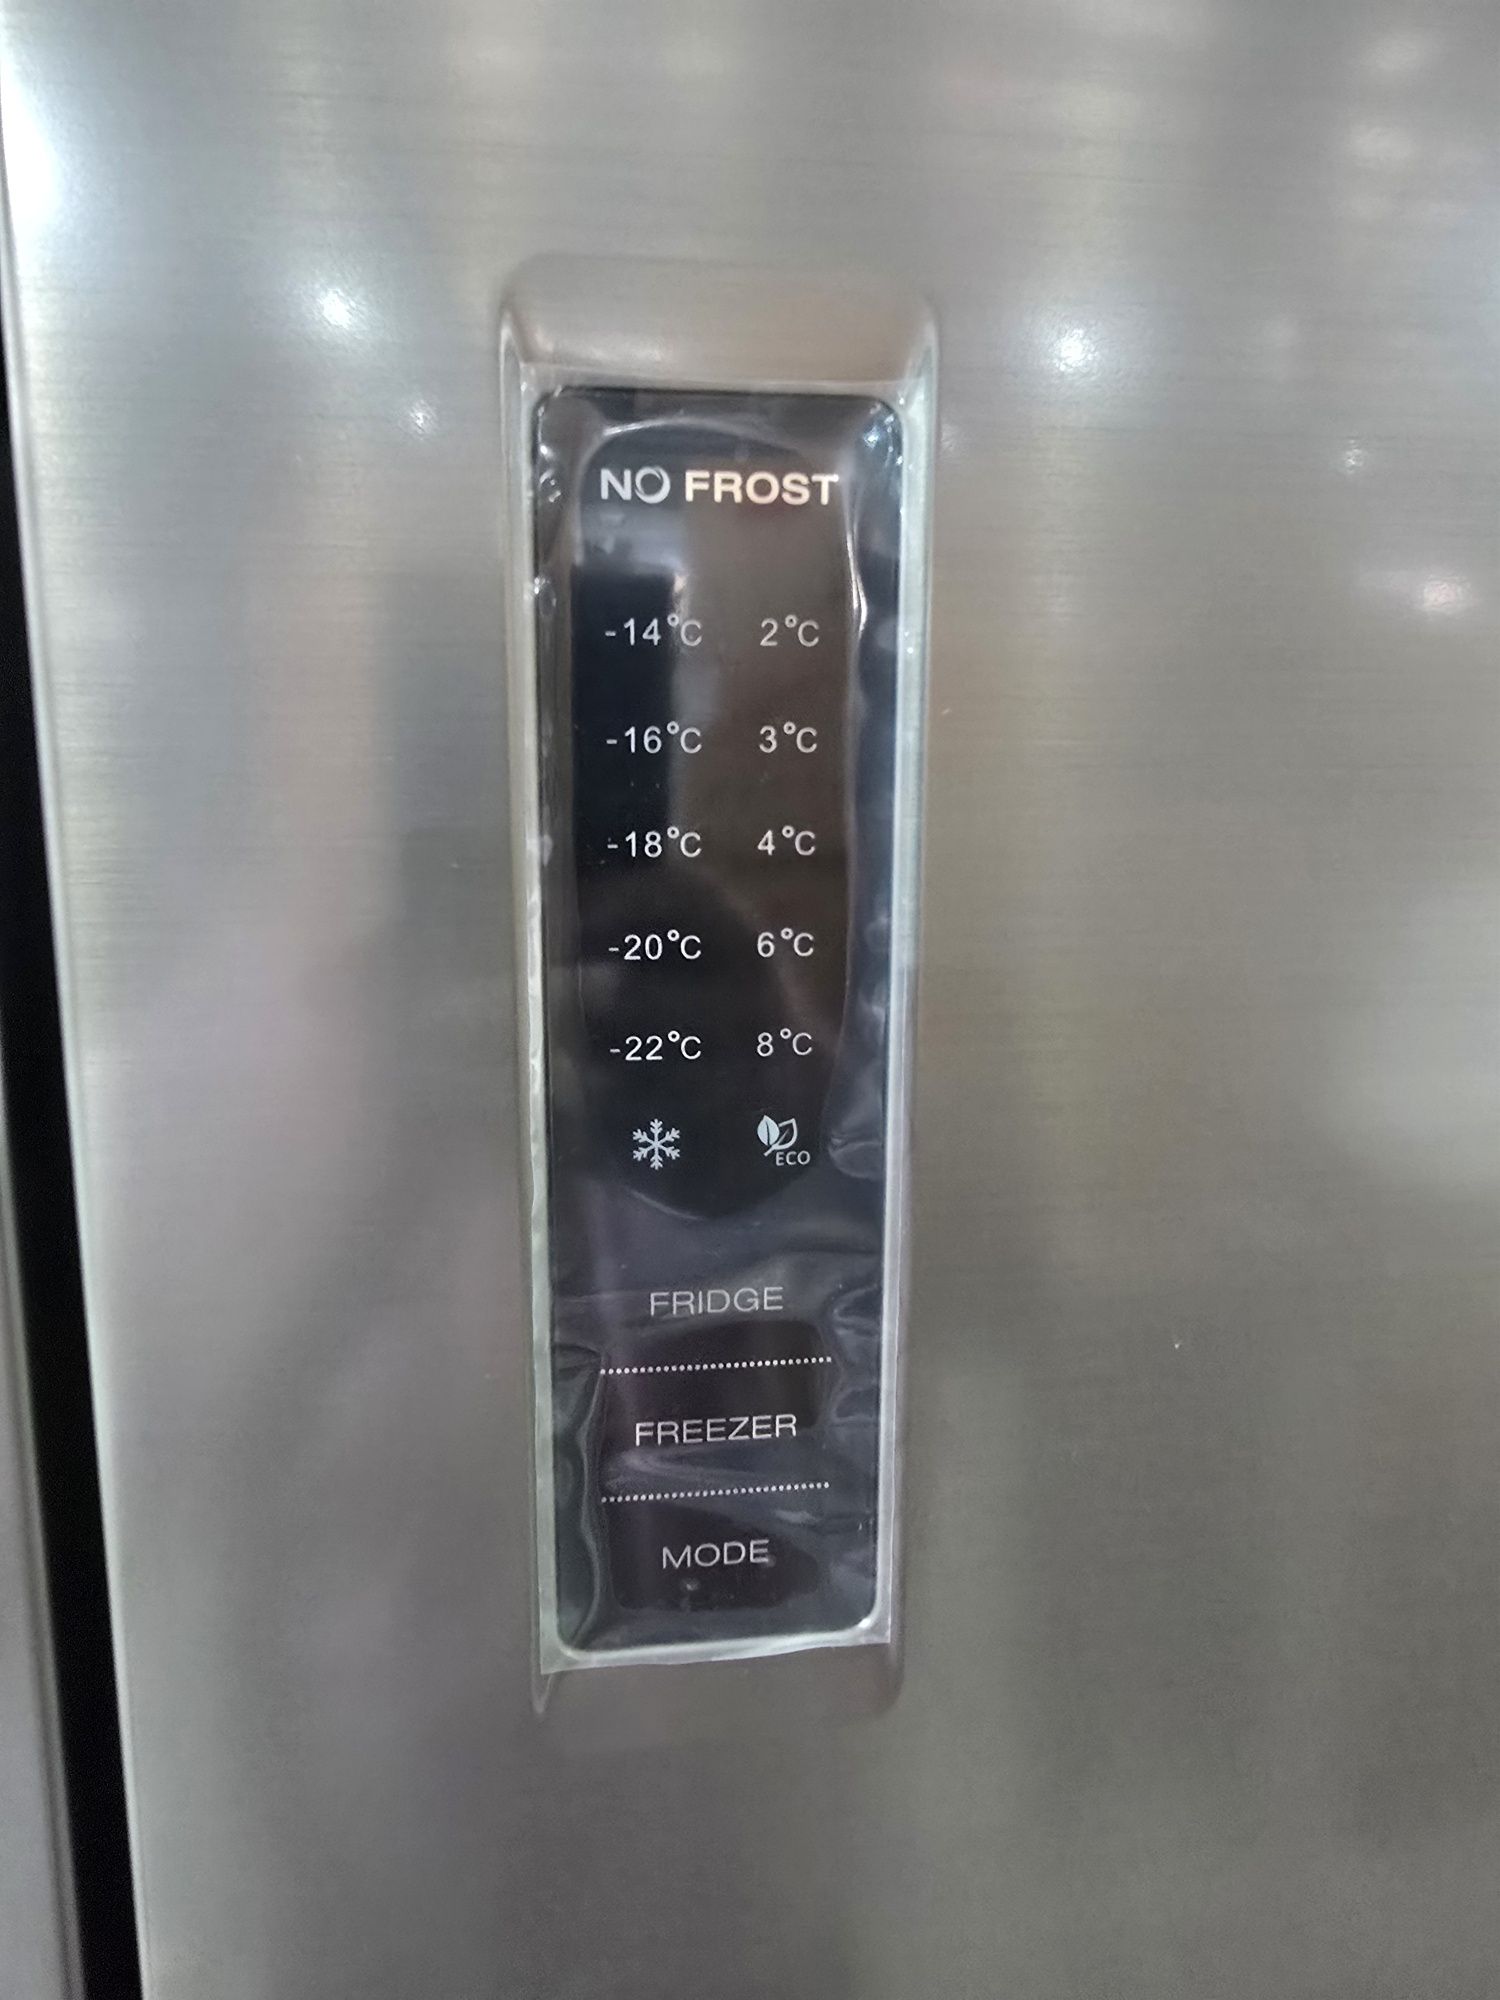 NO FROST
-14°C 2°C
-16°C 3°C
-18°C 4°C
-20°C 6°C
-22°C 8°C
ECO
FRIDGE
FREEZER
MODE